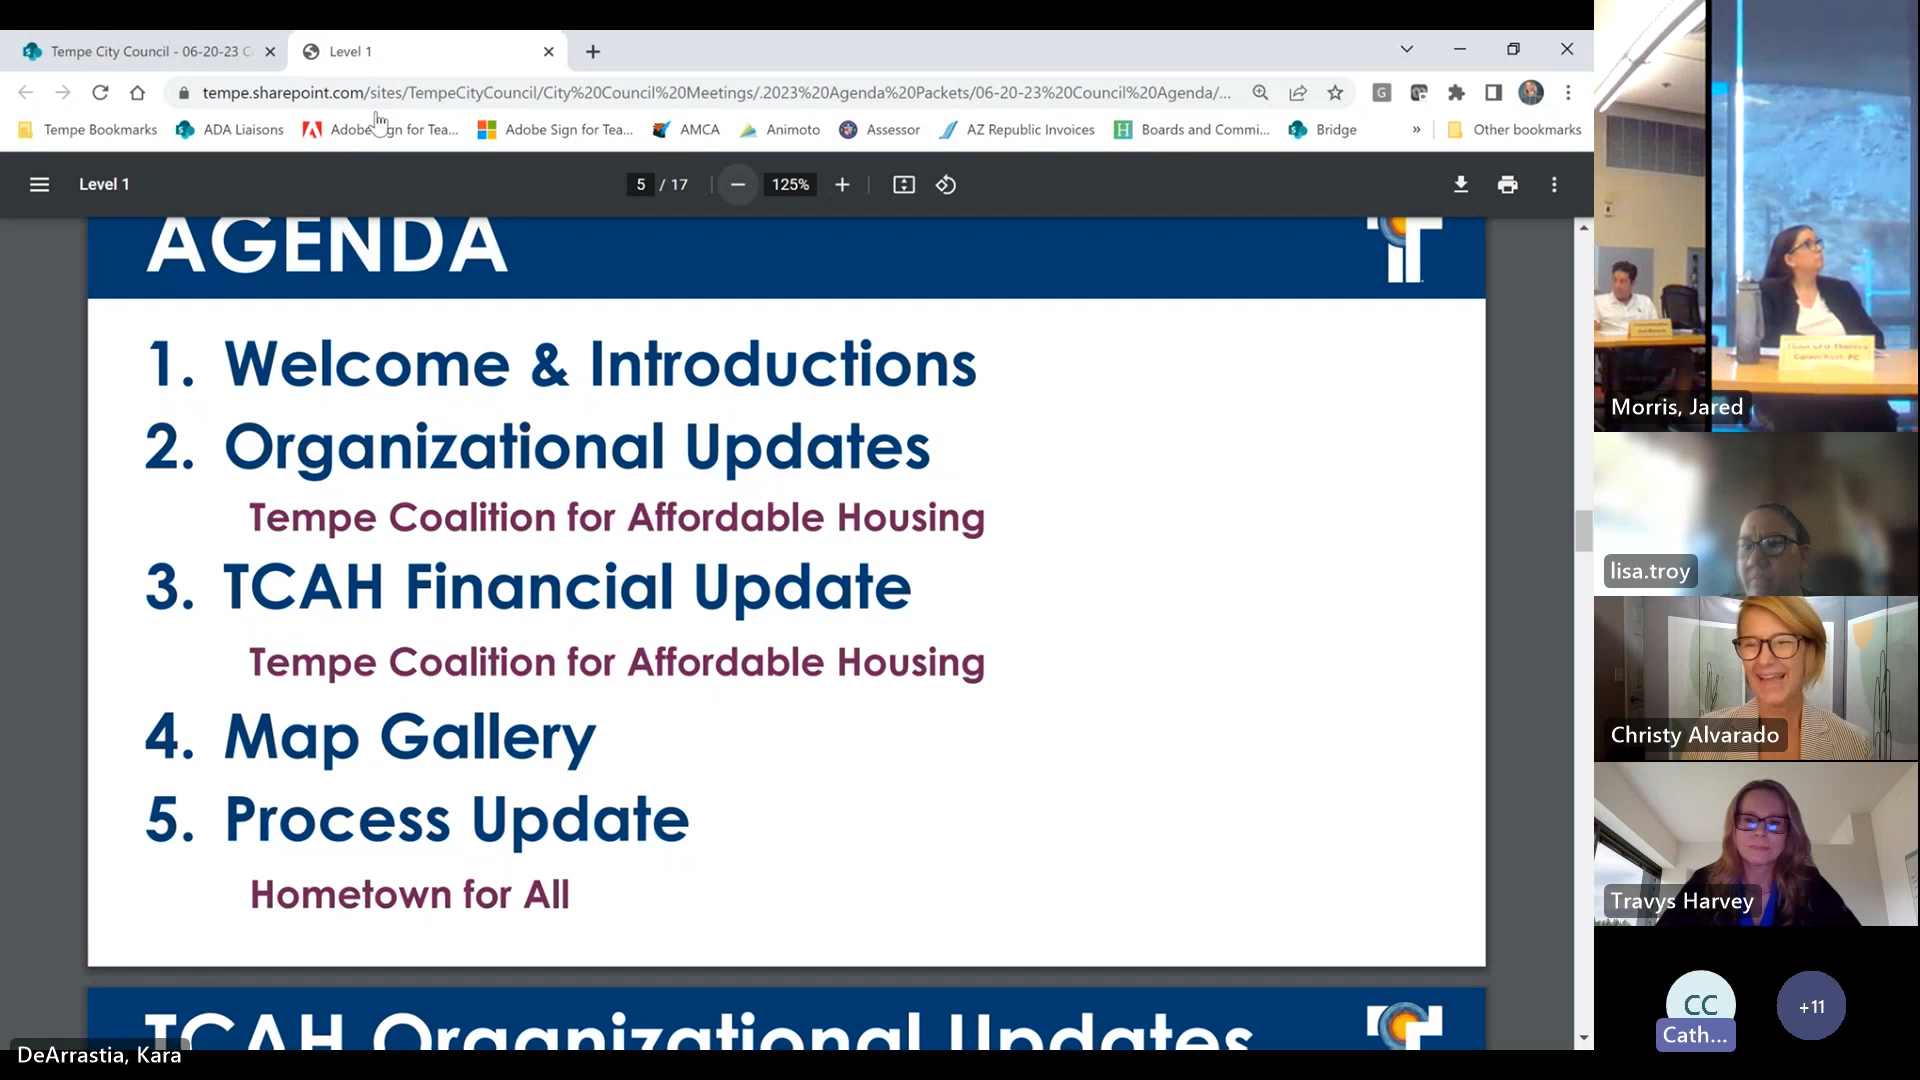 Tempe City Council - 06-20-23 C
Level 1
tempe.sharepoint.com/sites/TempeCityCouncil/City%20Council%20Meetings/.2023%20Agenda%20Packets/06-20-23%20Council%20Agenda/...
Tempe Bookmarks
ADA Liaisons
Adobe gn for Tea...
Adobe Sign for Tea...
AMCA
Animoto
Assessor
AZ Republic Invoices
Boards and Commi...
Bridge
»
Other bookmarks
Level 1
5 / 17
125%
AGENDA
1. Welcome & Introductions
2. Organizational Updates
Tempe Coalition for Affordable Housing
3. TCAH Financial Update
Tempe Coalition for Affordable Housing
4. Map Gallery
5. Process Update
Hometown for All
TCAH Organizational Updates
DeArrastia, Kara
Morris, Jared
lisa.troy
Christy Alvarado
Travys Harvey
CC
Cath...
+11